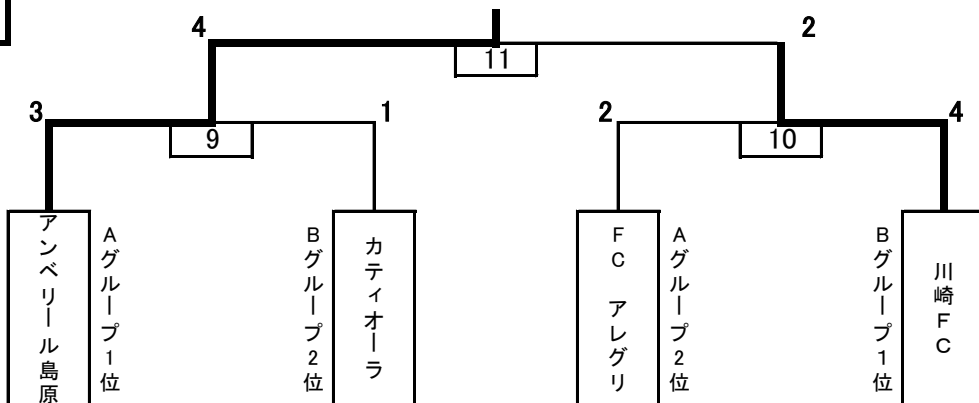 4
2
11
3
1
2
4
9
10
アンベリール島原
Aグループ1位
Bグループ2位
カティオーラ
FC アレグリ
Aグループ2位
Bグループ1位
川崎FC